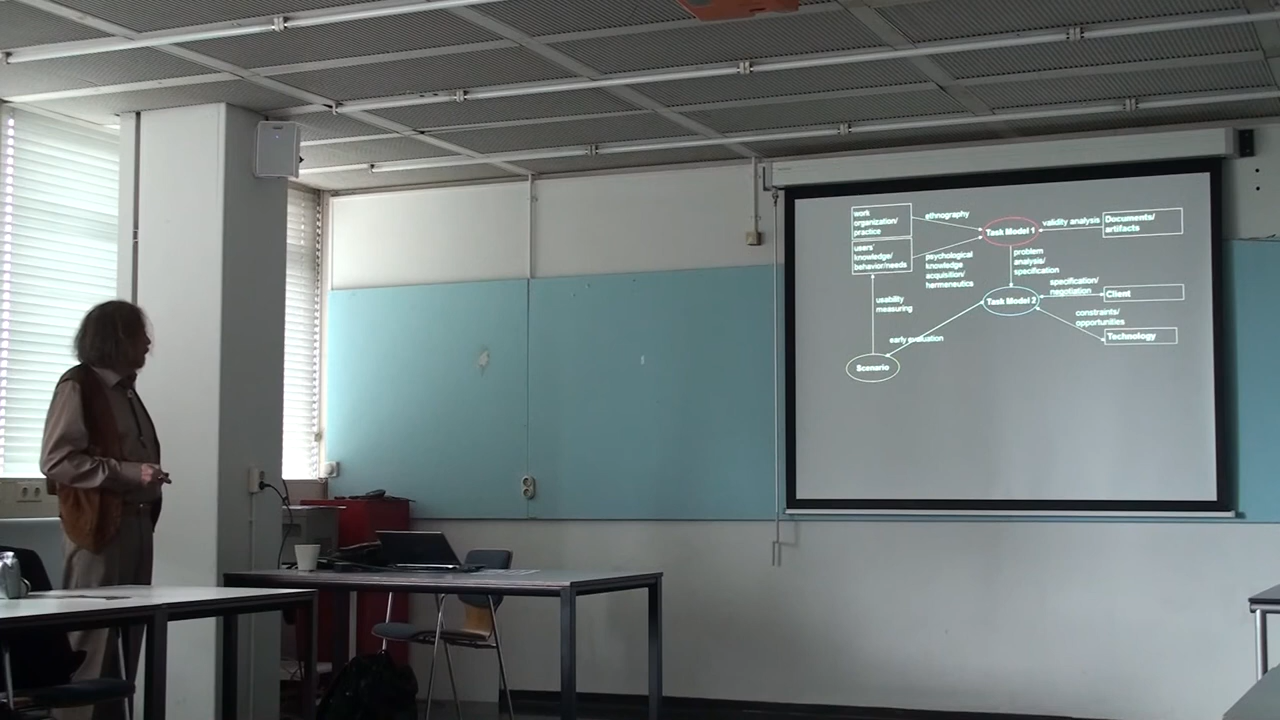 work
organization/
practice
ethnography
Task Model 1
validity analysis
Documents/
artifacts
users'
knowledge/
behavior/needs
psychological
knowledge
acquisition/
hermeneutics
problem
analysis/
specification
specification/
negotiation
Client
usability
measuring
Task Model 2
constraints/
opportunities
early evaluation
Technology
Scenario